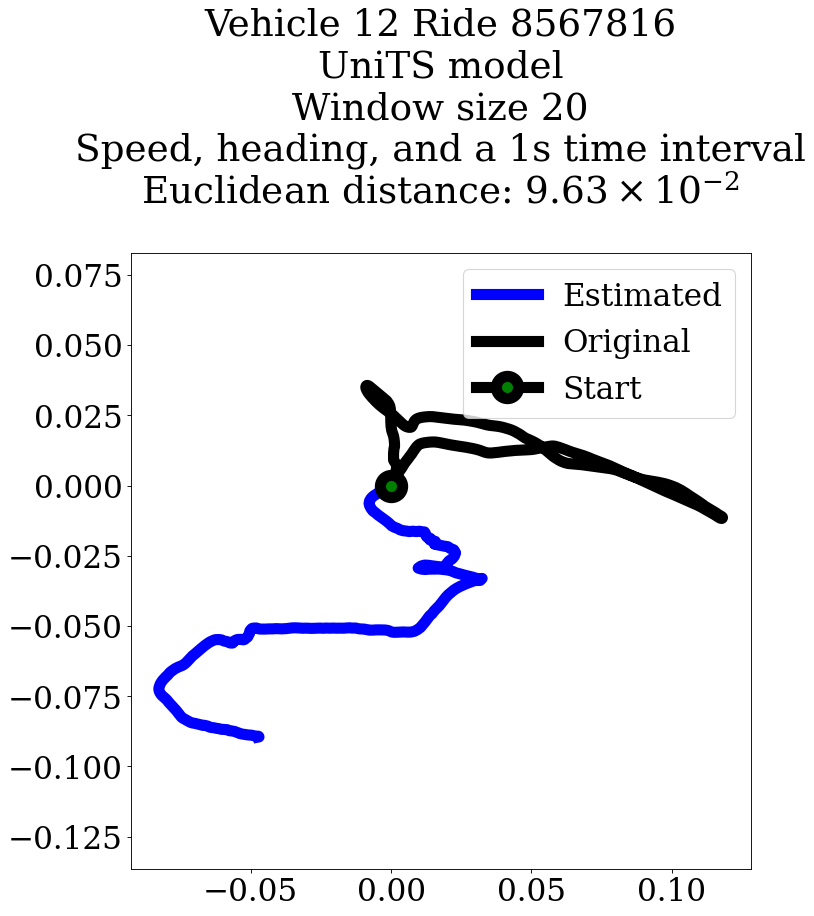 Vehicle 12 Ride 8567816
UniTS model
Window size 20
Speed, heading, and a 1s time interval
Euclidean distance: 9.63 × 10⁻²
Estimated
Original
Start
0.075
0.050
0.025
0.000
−0.025
−0.050
−0.075
−0.100
−0.125
−0.05 0.00 0.05 0.10